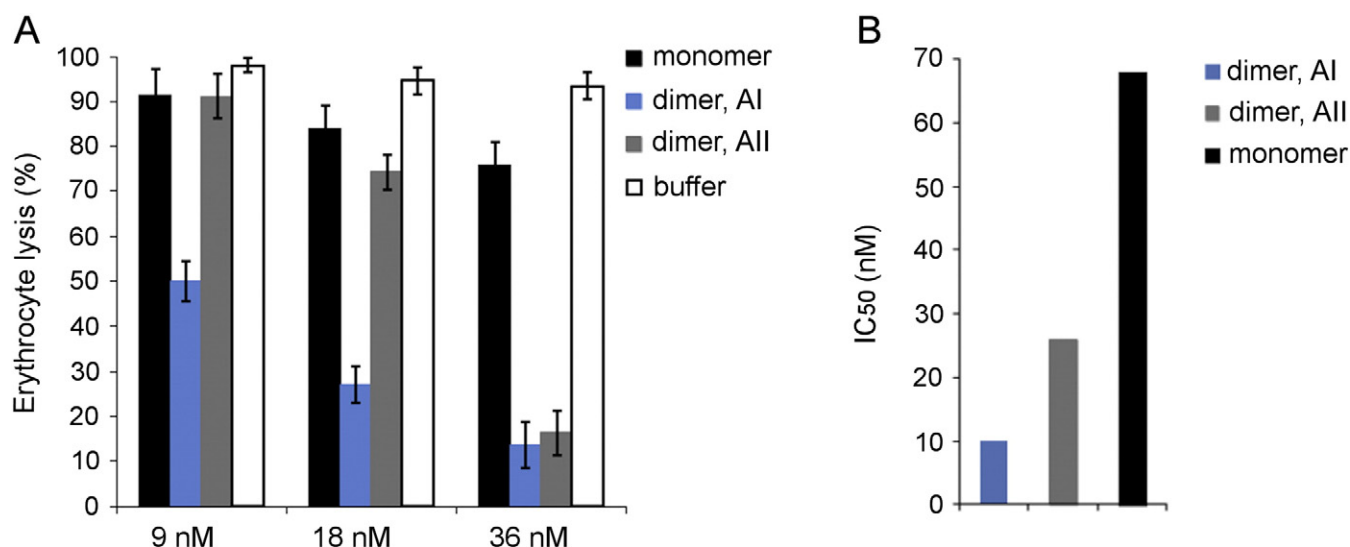 A
Erythrocyte lysis (%)
100
90
80
70
60
50
40
30
20
10
0
9 nM
18 nM
36 nM
monomer
dimer, AI
dimer, AII
buffer
B
IC50 (nM)
70
60
50
40
30
20
10
0
dimer, AI
dimer, AII
monomer